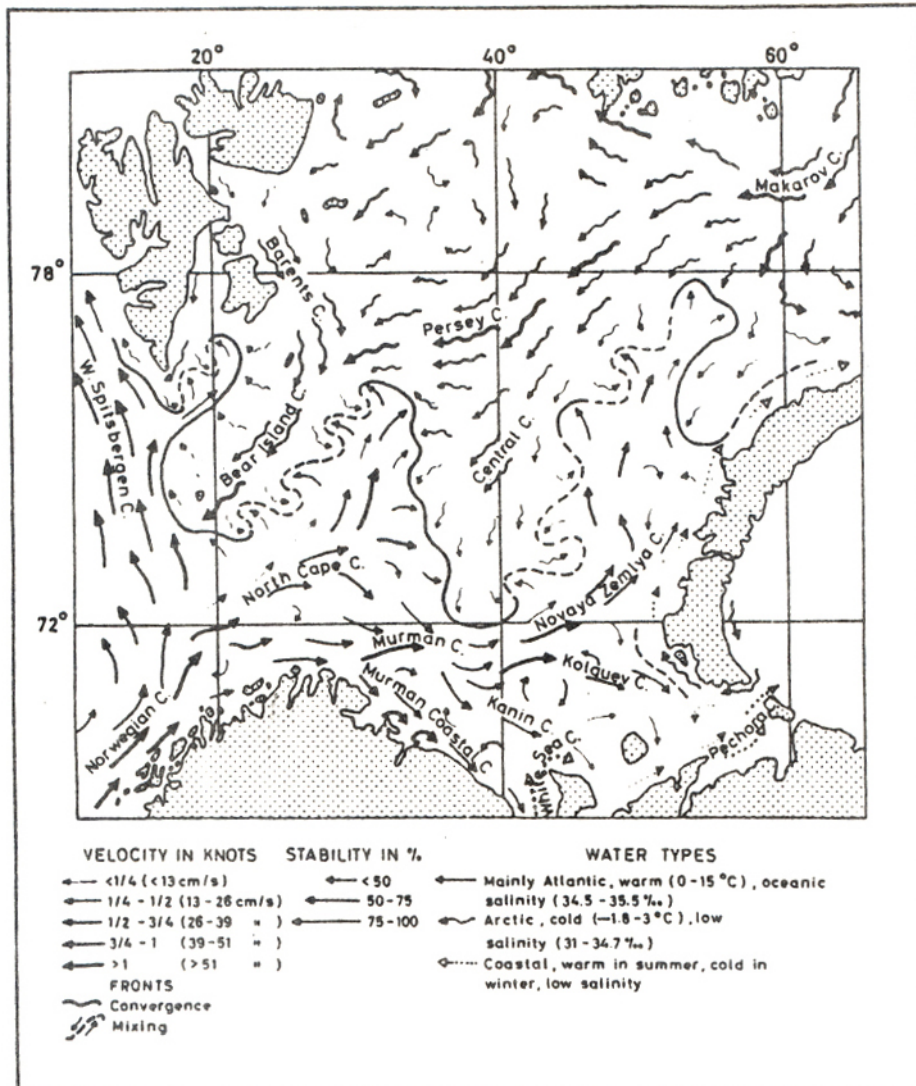 20° 40° 60°
Makarov C.
78°
Barents C.
Persey C.
W. Spitsbergen C.
Bear Island C.
Central C.
North Cape C.
Novaya Zemlya C.
72°
Murman C.
Kolguev C.
Murman Coastal C.
Kanin C.
Norwegian C.
White Sea C.
Pechora
VELOCITY IN KNOTS
<1/4 (<13 cm/s)
1/4 - 1/2 (13 - 26 cm/s)
1/2 - 3/4 (26-39 " )
3/4 - 1 (39-51 " )
>1 (>51 " )
FRONTS
Convergence
Mixing
STABILITY IN %
< 50
50-75
75-100
WATER TYPES
Mainly Atlantic, warm (0-15 °C), oceanic
salinity (34.5 - 35.5 ‰)
Arctic, cold (-1.8-3 °C), low
salinity (31 - 34.7 ‰)
Coastal, warm in summer, cold in
winter, low salinity